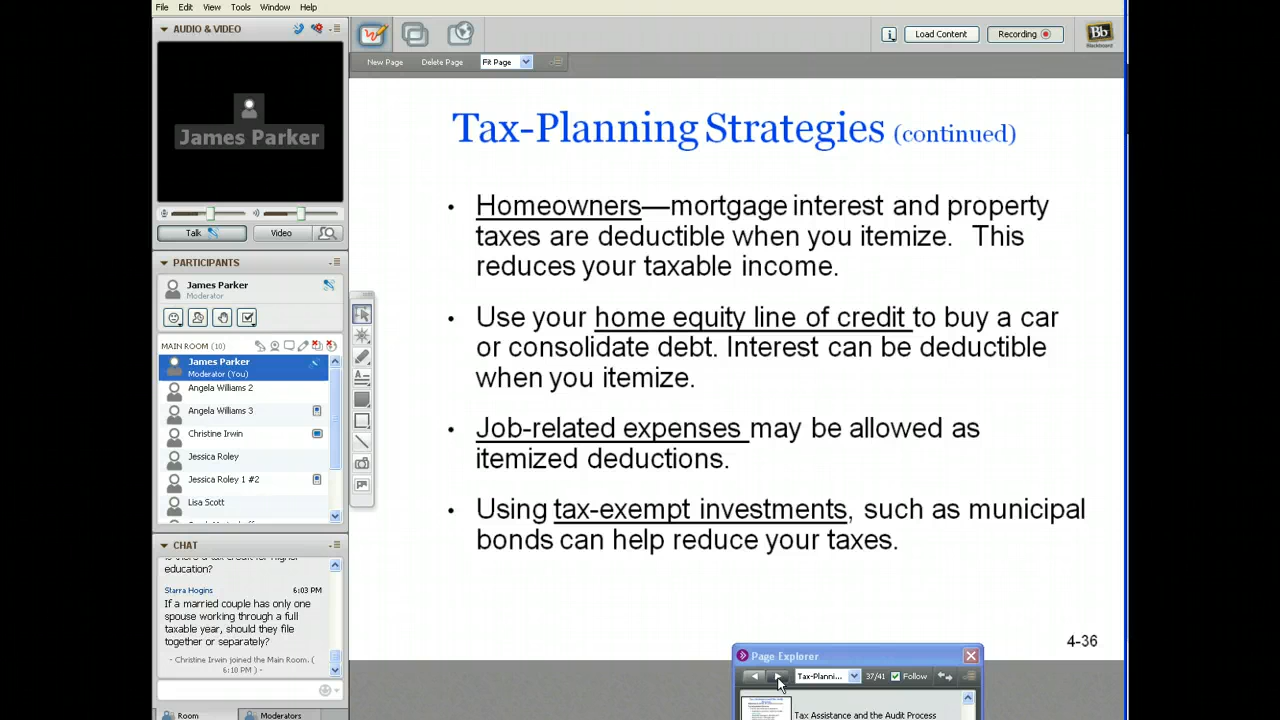 File Edit View Tools Window Help
AUDIO & VIDEO
James Parker
Talk Video
PARTICIPANTS
James Parker
Moderator
MAIN ROOM (10)
James Parker
Moderator (You)
Angela Williams 2
Angela Williams 3
Christine Irwin
Jessica Roley
Jessica Roley 1 #2
Lisa Scott
CHAT
education?
Starra Hogins 6:03 PM
If a married couple has only one
spouse working through a full
taxable year, should they file
together or separately?
- Christine Irwin joined the Main Room. (
6:10 PM ) -
Room Moderators
Load Content Recording
Bb
Blackboard
New Page Delete Page Fit Page
Tax-Planning Strategies (continued)
• Homeowners—mortgage interest and property
taxes are deductible when you itemize. This
reduces your taxable income.
• Use your home equity line of credit to buy a car
or consolidate debt. Interest can be deductible
when you itemize.
• Job-related expenses may be allowed as
itemized deductions.
• Using tax-exempt investments, such as municipal
bonds can help reduce your taxes.
4-36
Page Explorer
Tax-Planni... 37/41 Follow
Tax Assistance and the Audit Process